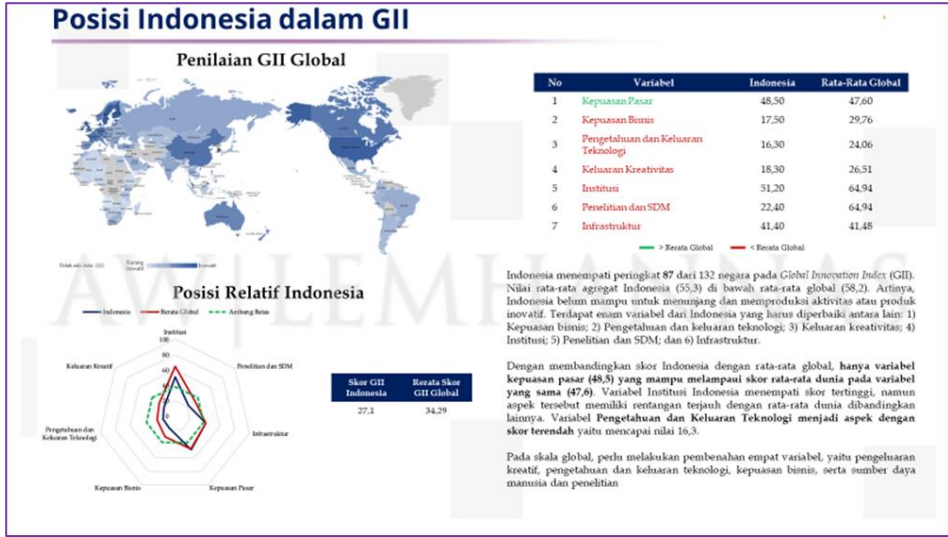 Posisi Indonesia dalam GII
Penilaian GII Global
Tidak ada data
Kurang
Inovatif
Inovatif
Posisi Relatif Indonesia
Indonesia
Rerata Global
Ambang Batas
Institusi
100
80
60
40
20
0
Penelitian dan SDM
Infrastruktur
Kepuasan Pasar
Kepuasan Bisnis
Pengetahuan dan
Keluaran Teknologi
Keluaran Kreatif
Skor GII Indonesia
Rerata Skor GII Global
27,1
34,29
No Variabel Indonesia Rata-Rata Global
1 Kepuasan Pasar 48,50 47,60
2 Kepuasan Bisnis 17,50 29,76
3 Pengetahuan dan Keluaran Teknologi 16,30 24,06
4 Keluaran Kreativitas 18,30 26,51
5 Institusi 51,20 64,94
6 Penelitian dan SDM 22,40 64,94
7 Infrastruktur 41,40 41,48
> Rerata Global < Rerata Global
Indonesia menempati peringkat 87 dari 132 negara pada Global Innovation Index (GII).
Nilai rata-rata agregat Indonesia (55,3) di bawah rata-rata global (58,2). Artinya,
Indonesia belum mampu untuk menunjang dan memproduksi aktivitas atau produk
inovatif. Terdapat enam variabel dari Indonesia yang harus diperbaiki antara lain: 1)
Kepuasan bisnis; 2) Pengetahuan dan keluaran teknologi; 3) Keluaran kreativitas; 4)
Institusi; 5) Penelitian dan SDM; dan 6) Infrastruktur.
Dengan membandingkan skor Indonesia dengan rata-rata global, hanya variabel
kepuasan pasar (48,5) yang mampu melampaui skor rata-rata dunia pada variabel
yang sama (47,6). Variabel Institusi Indonesia menempati skor tertinggi, namun
aspek tersebut memiliki rentangan terjauh dengan rata-rata dunia dibandingkan
lainnya. Variabel Pengetahuan dan Keluaran Teknologi menjadi aspek dengan
skor terendah yaitu mencapai nilai 16,3.
Pada skala global, perlu melakukan pembenahan empat variabel, yaitu pengeluaran
kreatif, pengetahuan dan keluaran teknologi, kepuasan bisnis, serta sumber daya
manusia dan penelitian